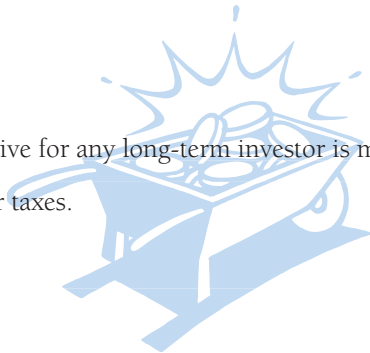 ive for any long-term investor is m
r taxes.